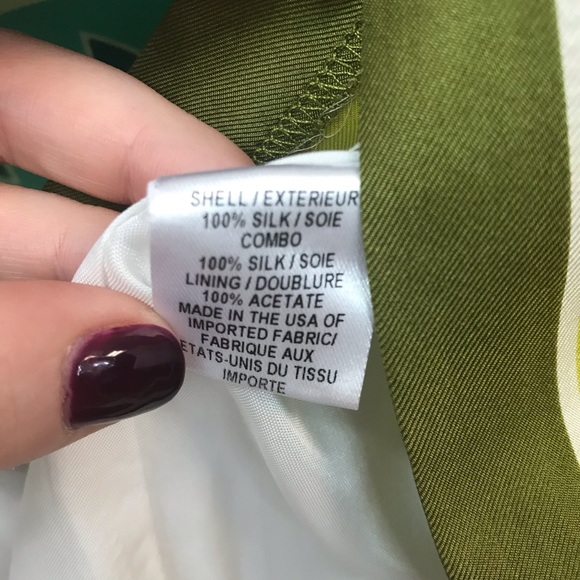 SHELL / EXTERIEUR
100% SILK / SOIE
COMBO
100% SILK / SOIE
LINING / DOUBLURE
100% ACETATE
MADE IN THE USA OF
IMPORTED FABRIC/
FABRIQUE AUX
ETATS-UNIS DU TISSU
IMPORTE